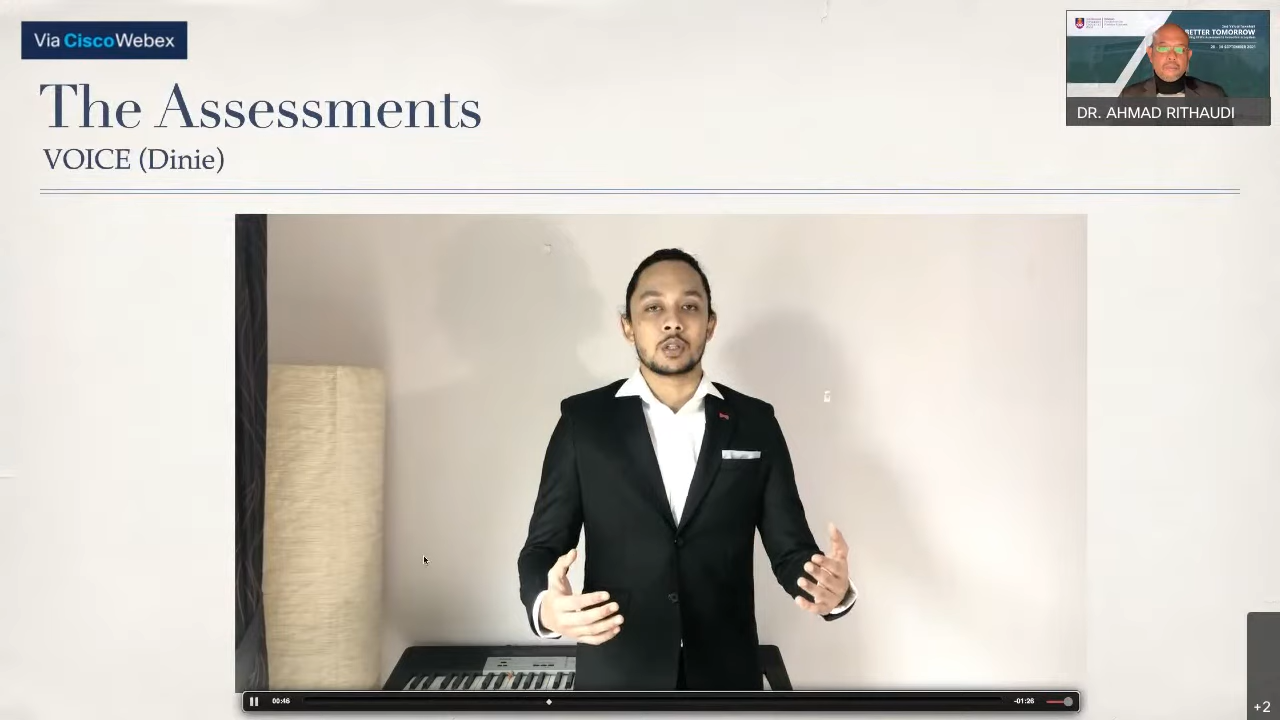 Via CiscoWebex
The Assessments
VOICE (Dinie)
BETTER TOMORROW
DR. AHMAD RITHAUDI
00:46
-01:26
+2